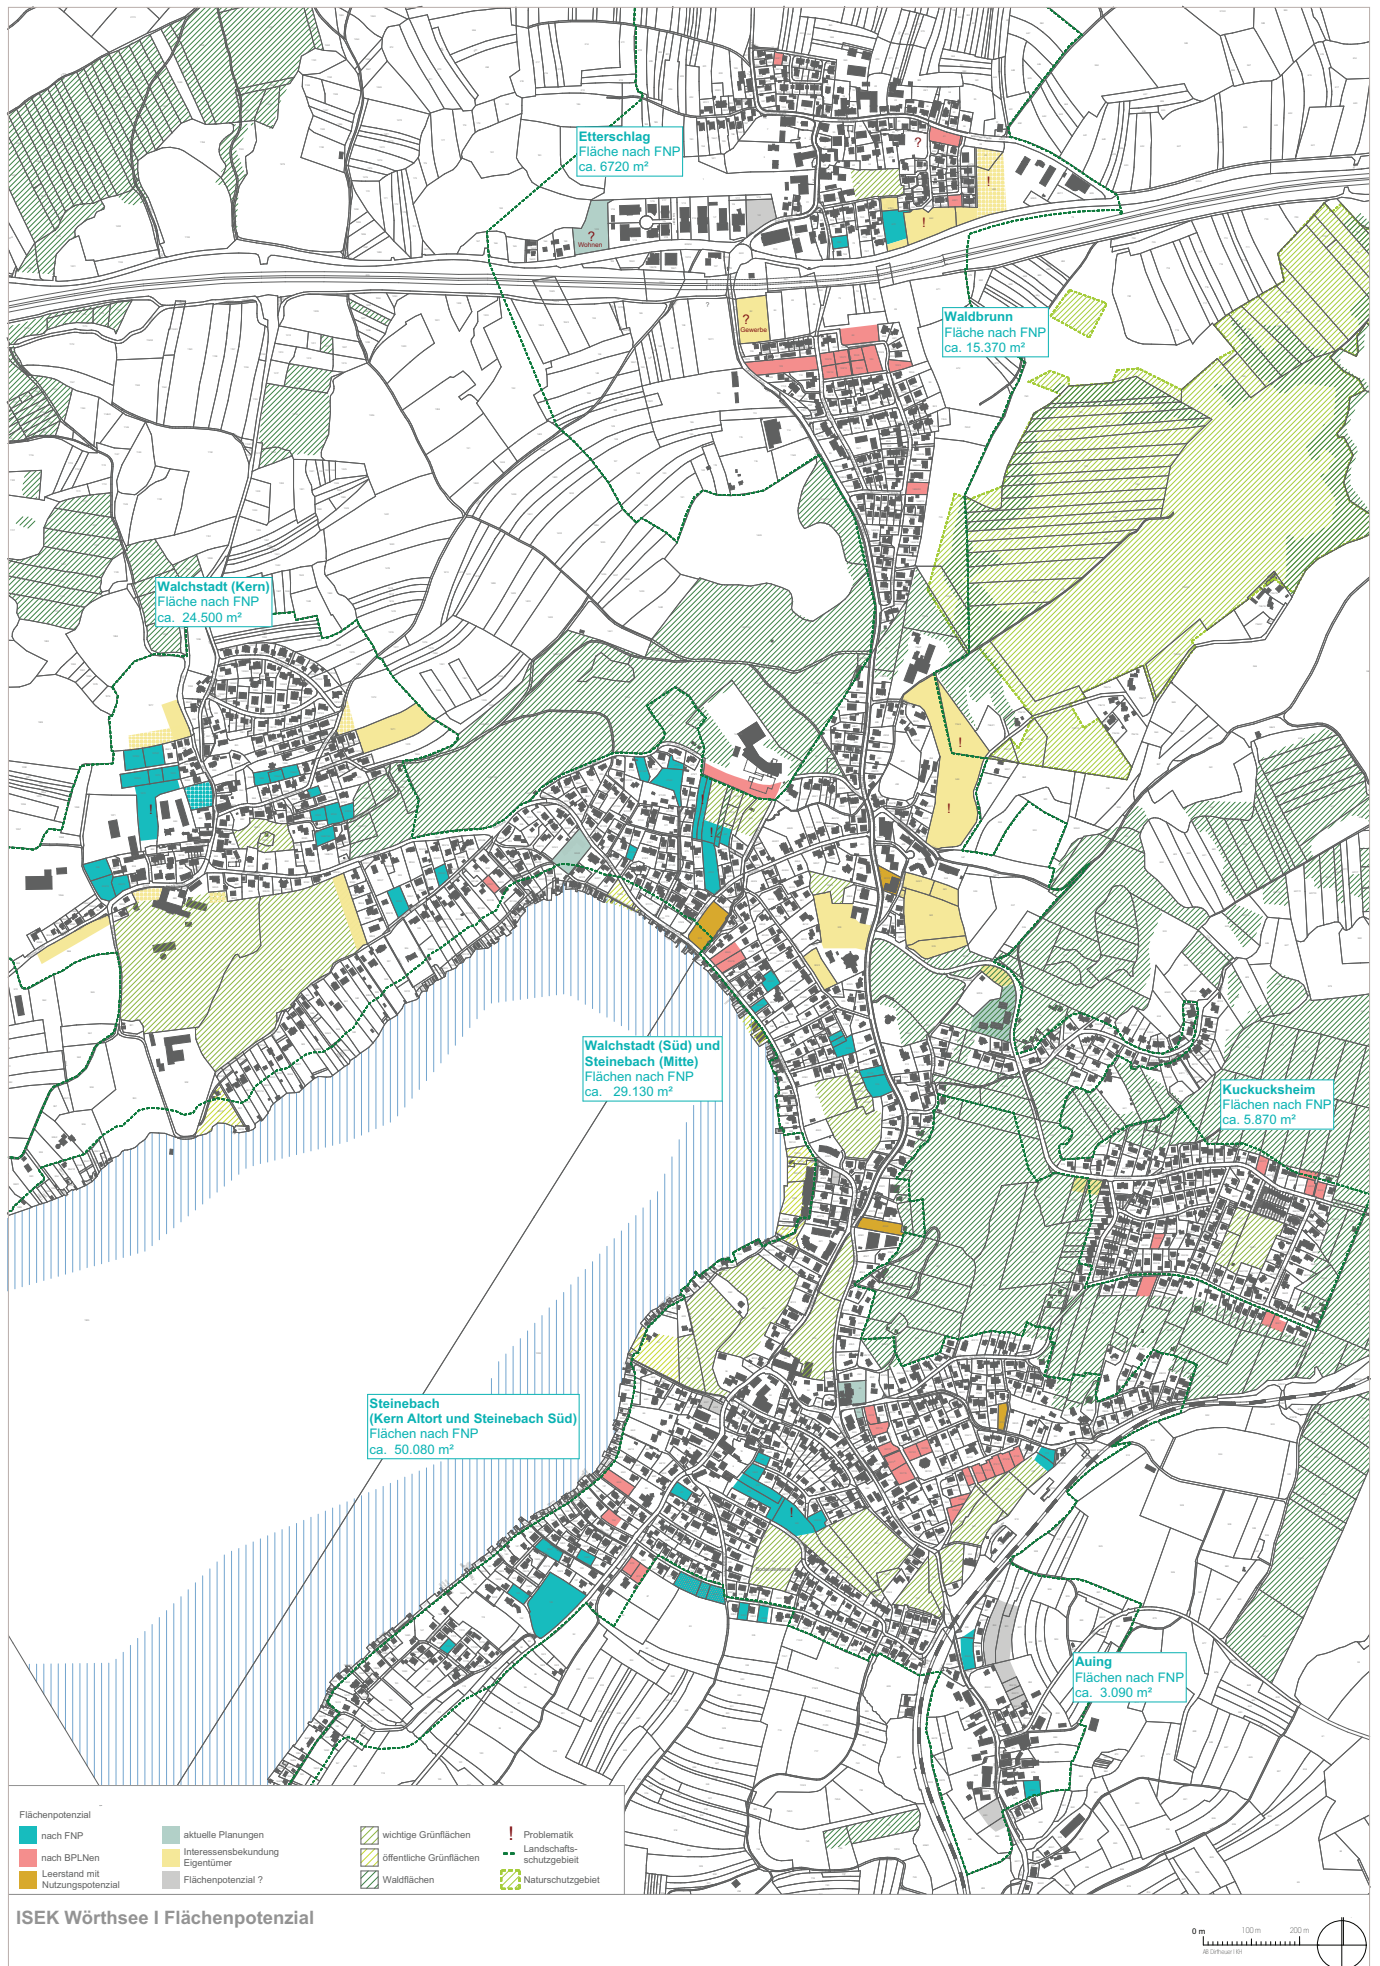 Etterschlag
Fläche nach FNP
ca. 6720 m²
?
!
?
Wohnen
!
Waldbrunn
Fläche nach FNP
ca. 15.370 m²
?
Gewerbe
Walchstadt (Kern)
Fläche nach FNP
ca. 24.500 m²
!
!
!
!
!
Walchstadt (Süd) und
Steinebach (Mitte)
Flächen nach FNP
ca. 29.130 m²
Kuckucksheim
Flächen nach FNP
ca. 5.870 m²
Steinebach
(Kern Altort und Steinebach Süd)
Flächen nach FNP
ca. 50.080 m²
!
Bodendenkmal
Auing
Flächen nach FNP
ca. 3.090 m²
Flächenpotenzial
nach FNP
nach BPLNen
Leerstand mit
Nutzungspotenzial
aktuelle Planungen
Interessensbekundung
Eigentümer
Flächenpotenzial ?
wichtige Grünflächen
öffentliche Grünflächen
Waldflächen
! Problematik
Landschafts-
schutzgebieit
Naturschutzgebiet
ISEK Wörthsee I Flächenpotenzial
0 m 100 m 200 m